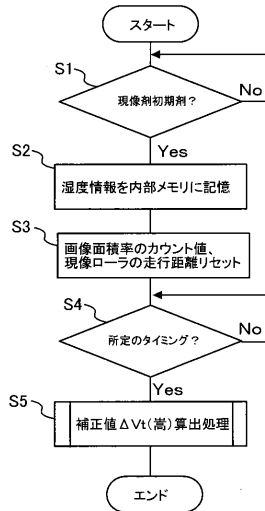 スタート
S1
現像剤初期剤？
No
Yes
S2
湿度情報を内部メモリに記憶
S3
画像面積率のカウント値、
現像ローラの走行距離リセット
S4
所定のタイミング？
No
Yes
S5
補正値ΔVt(嵩)算出処理
エンド